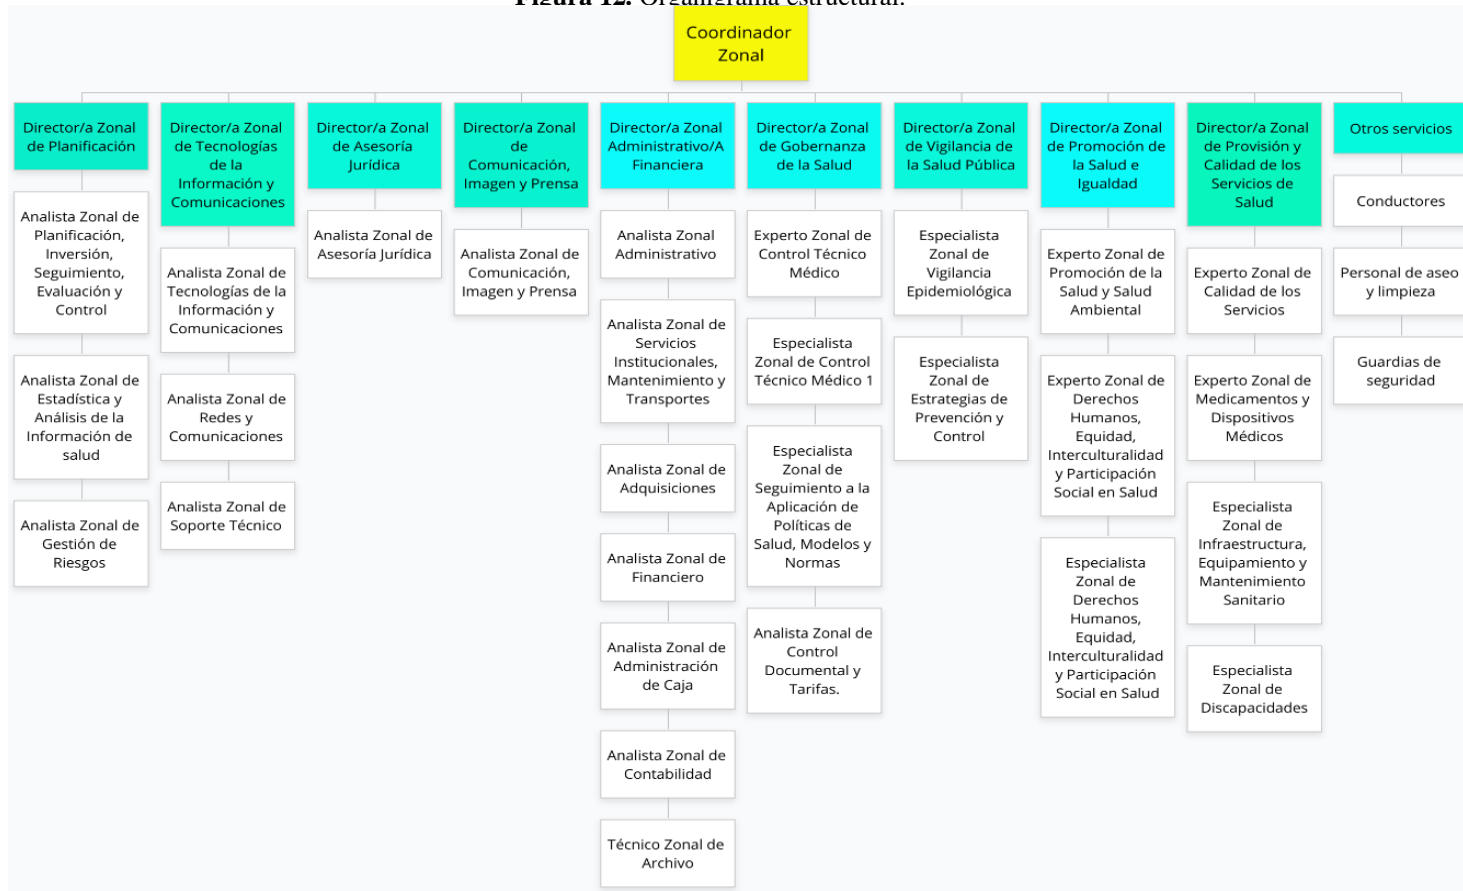 Figura 12. Organigrama estructural.
Coordinador
Zonal
Director/a Zonal
de Planificación
Analista Zonal de
Planificación,
Inversión,
Seguimiento,
Evaluación y
Control
Analista Zonal de
Estadística y
Análisis de la
Información de
salud
Analista Zonal de
Gestión de
Riesgos
Director/a Zonal
de Tecnologías
de la
Información y
Comunicaciones
Analista Zonal de
Tecnologías de la
Información y
Comunicaciones
Analista Zonal de
Redes y
Comunicaciones
Analista Zonal de
Soporte Técnico
Director/a Zonal
de Asesoría
Jurídica
Analista Zonal de
Asesoría Jurídica
Director/a Zonal
de
Comunicación,
Imagen y Prensa
Analista Zonal de
Comunicación,
Imagen y Prensa
Director/a Zonal
Administrativo/A
Financiera
Analista Zonal
Administrativo
Analista Zonal de
Servicios
Institucionales,
Mantenimiento y
Transportes
Analista Zonal de
Adquisiciones
Analista Zonal de
Financiero
Analista Zonal de
Administración
de Caja
Analista Zonal de
Contabilidad
Técnico Zonal de
Archivo
Director/a Zonal
de Gobernanza
de la Salud
Experto Zonal de
Control Técnico
Médico
Especialista
Zonal de Control
Técnico Médico 1
Especialista
Zonal de
Seguimiento a la
Aplicación de
Políticas de
Salud, Modelos y
Normas
Analista Zonal de
Control
Documental y
Tarifas.
Director/a Zonal
de Vigilancia de
la Salud Pública
Especialista
Zonal de
Vigilancia
Epidemiológica
Especialista
Zonal de
Estrategias de
Prevención y
Control
Director/a Zonal
de Promoción de
la Salud e
Igualdad
Experto Zonal de
Promoción de la
Salud y Salud
Ambiental
Experto Zonal de
Derechos
Humanos,
Equidad,
Interculturalidad
y Participación
Social en Salud
Especialista
Zonal de
Derechos
Humanos,
Equidad,
Interculturalidad
y Participación
Social en Salud
Director/a Zonal
de Provisión y
Calidad de los
Servicios de
Salud
Experto Zonal de
Calidad de los
Servicios
Experto Zonal de
Medicamentos y
Dispositivos
Médicos
Especialista
Zonal de
Infraestructura,
Equipamiento y
Mantenimiento
Sanitario
Especialista
Zonal de
Discapacidades
Otros servicios
Conductores
Personal de aseo
y limpieza
Guardias de
seguridad